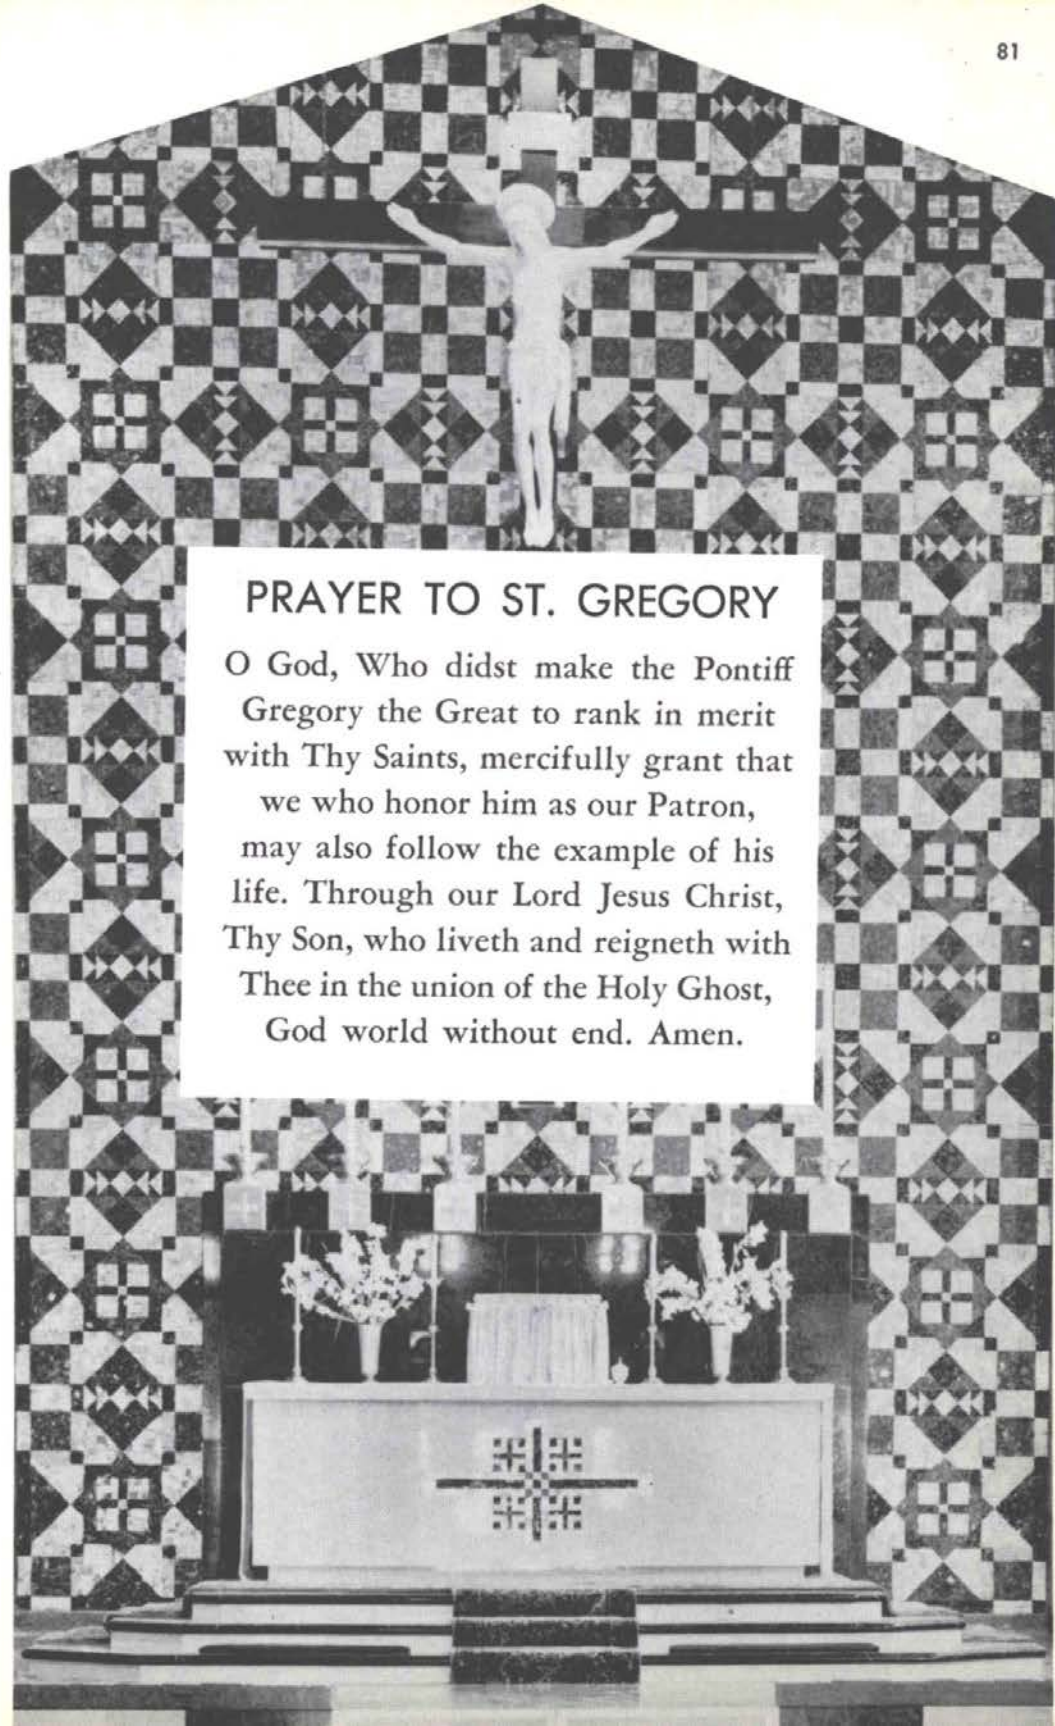 81
PRAYER TO ST. GREGORY
O God, Who didst make the Pontiff
Gregory the Great to rank in merit
with Thy Saints, mercifully grant that
we who honor him as our Patron,
may also follow the example of his
life. Through our Lord Jesus Christ,
Thy Son, who liveth and reigneth with
Thee in the union of the Holy Ghost,
God world without end. Amen.